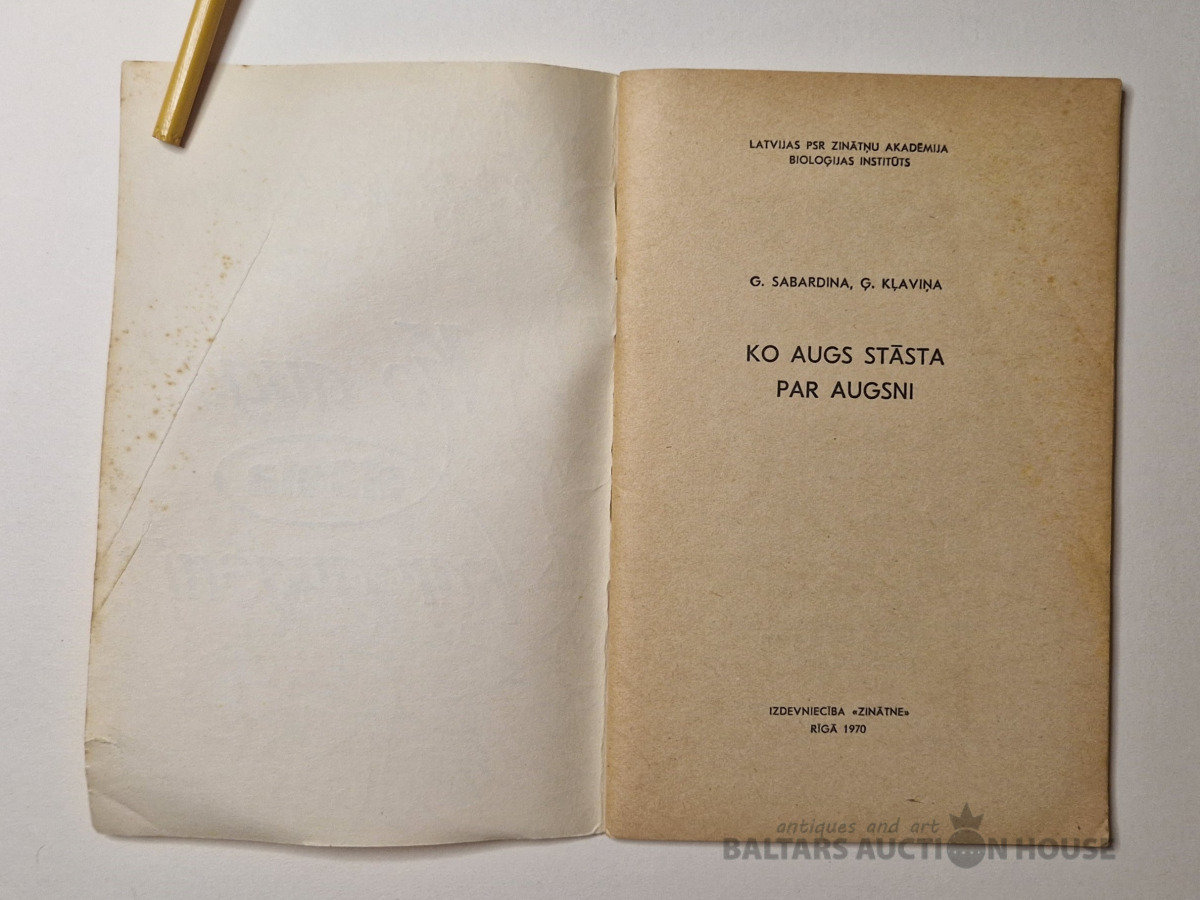 LATVIJAS PSR ZINĀTŅU AKADĒMIJA
BIOLOĢIJAS INSTITŪTS
G. SABARDINA, Ģ. KĻAVIŅA
KO AUGS STĀSTA
PAR AUGSNI
IZDEVNIECĪBA «ZINĀTNE»
RĪGĀ 1970
antiques and art
BALTARS AUCTION HOUSE